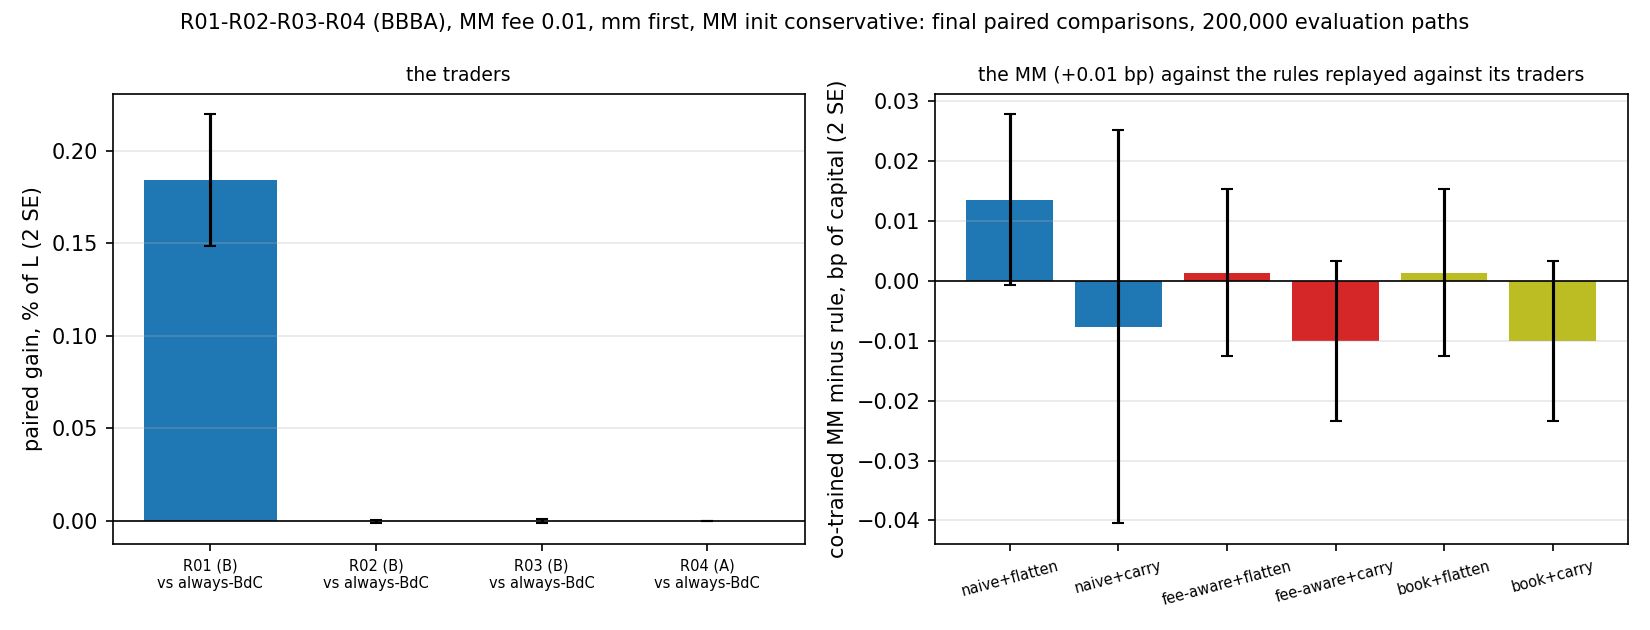 R01-R02-R03-R04 (BBBA), MM fee 0.01, mm first, MM init conservative: final paired comparisons, 200,000 evaluation paths
the traders
paired gain, % of L (2 SE)
0.20
0.15
0.10
0.05
0.00
R01 (B)
vs always-BdC
R02 (B)
vs always-BdC
R03 (B)
vs always-BdC
R04 (A)
vs always-BdC
the MM (+0.01 bp) against the rules replayed against its traders
co-trained MM minus rule, bp of capital (2 SE)
0.03
0.02
0.01
0.00
−0.01
−0.02
−0.03
−0.04
naive+flatten
naive+carry
fee-aware+flatten
fee-aware+carry
book+flatten
book+carry